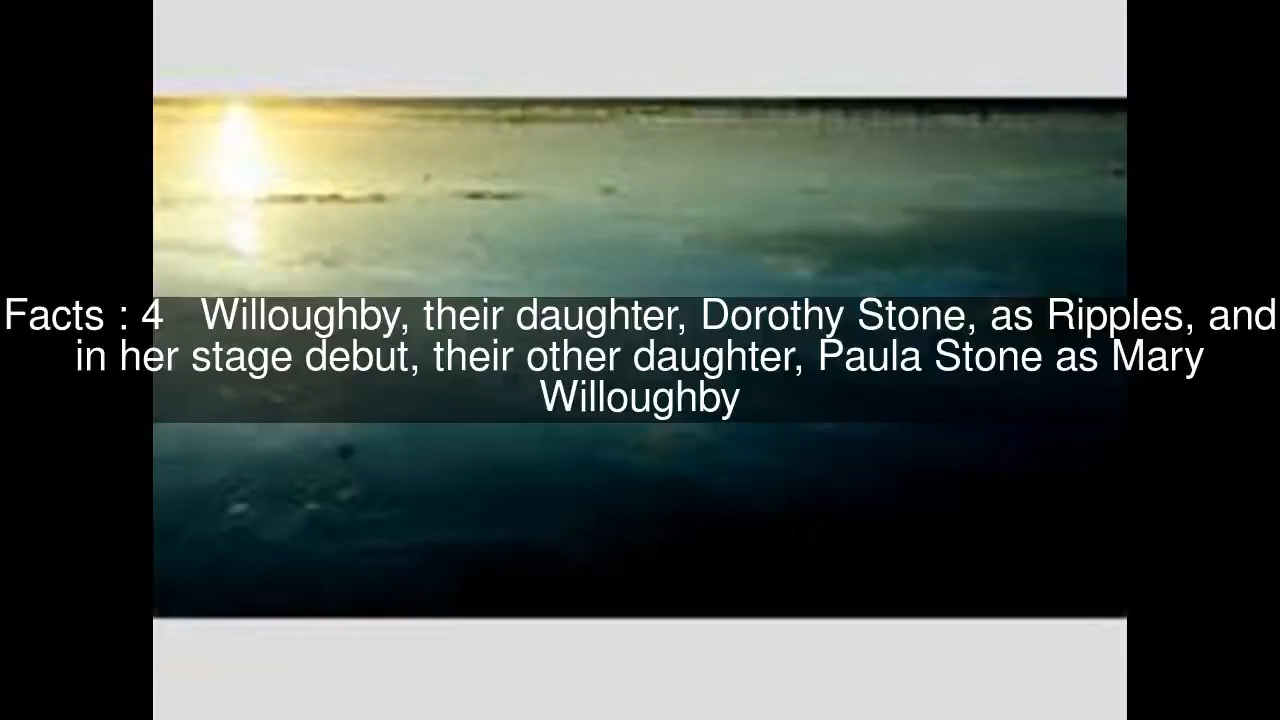 Facts : 4   Willoughby, their daughter, Dorothy Stone, as Ripples, and
in her stage debut, their other daughter, Paula Stone as Mary
Willoughby